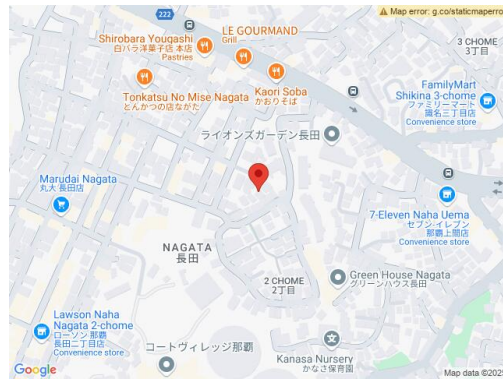 Map error: g.co/staticmaperro
222
LE GOURMAND
Grill
Shirobara Yougashi
白バラ洋菓子店 本店
Pastries
3 CHOME
3丁目
Tonkatsu No Mise Nagata
とんかつの店ながた
Kaori Soba
かおりそば
FamilyMart
Shikina 3-chome
ファミリーマート
識名三丁目店
Convenience store
ライオンズガーデン長田
Marudai Nagata
丸大 長田店
7-Eleven Naha Uema
セブン-イレブン
那覇上間店
Convenience store
NAGATA
長田
2 CHOME
2丁目
Green House Nagata
グリーンハウス長田
Lawson Naha
Nagata 2-chome
ローソン 那覇
長田二丁目店
Convenience store
コートヴィレッジ那覇
Kanasa Nursery
かなさ保育園
Google
Map data ©202